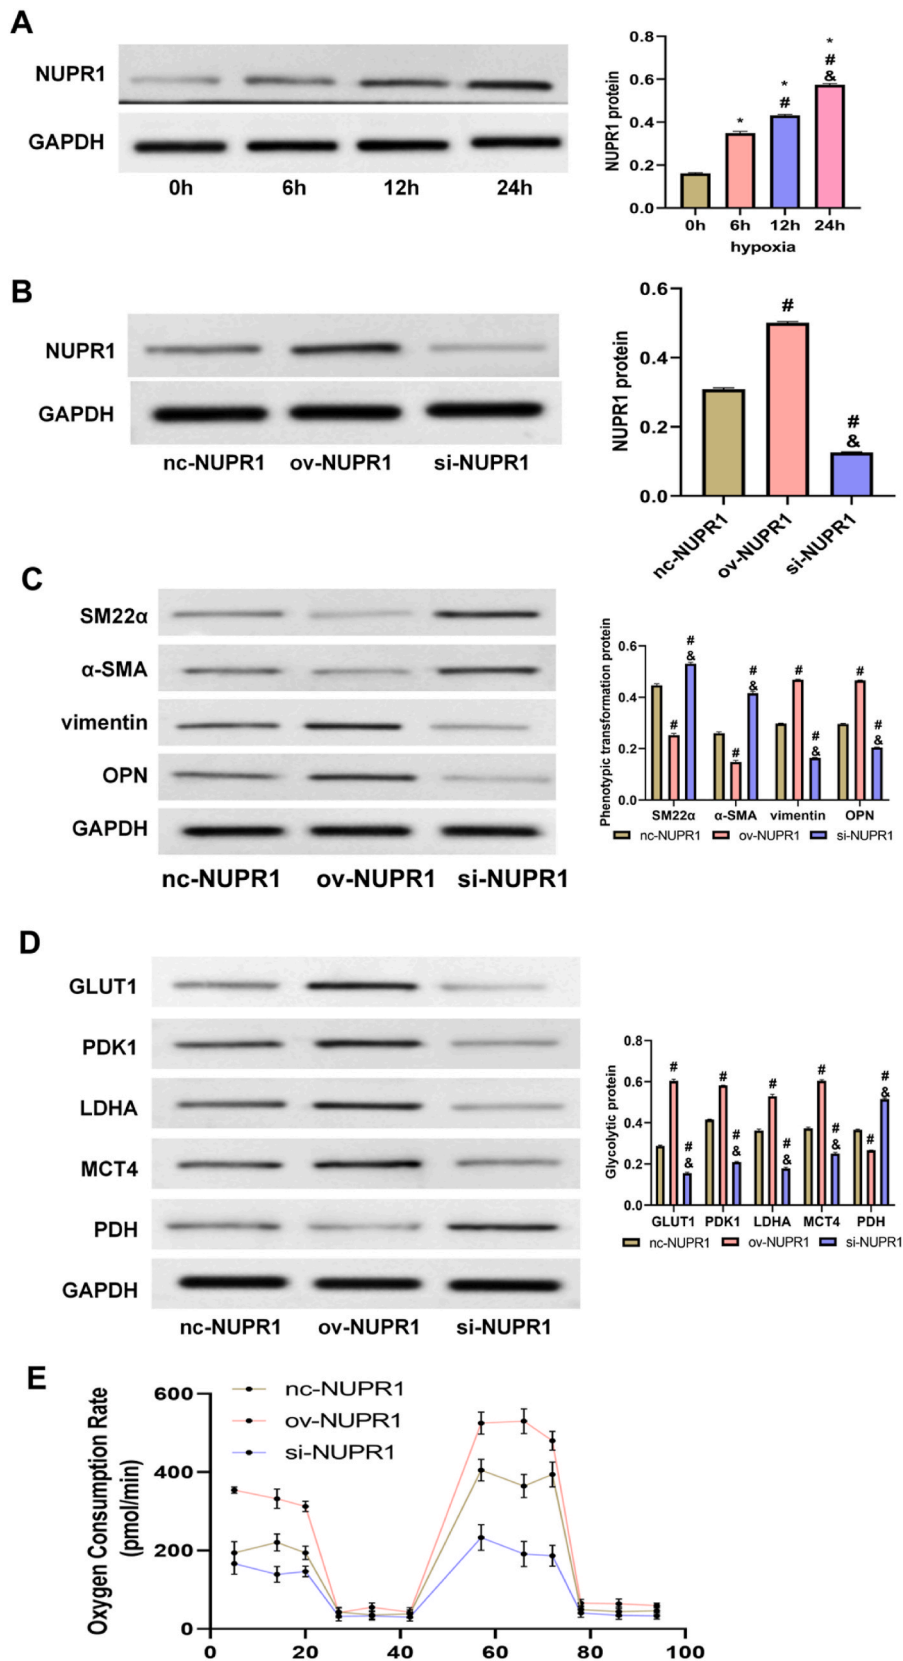 A
NUPR1
GAPDH
0h 6h 12h 24h
NUPR1 protein
0.8
0.6
0.4
0.2
0.0
*
*
#
*
#
&
0h 6h 12h 24h
hypoxia
B
NUPR1
GAPDH
nc-NUPR1 ov-NUPR1 si-NUPR1
NUPR1 protein
0.6
0.4
0.2
0.0
#
#
&
nc-NUPR1 ov-NUPR1 si-NUPR1
C
SM22α
α-SMA
vimentin
OPN
GAPDH
nc-NUPR1 ov-NUPR1 si-NUPR1
Phenotypic transformation protein
0.6
0.4
0.2
0.0
#
#
&
#
#
&
#
#
&
#
#
&
SM22α α-SMA vimentin OPN
nc-NUPR1 ov-NUPR1 si-NUPR1
D
GLUT1
PDK1
LDHA
MCT4
PDH
GAPDH
nc-NUPR1 ov-NUPR1 si-NUPR1
Glycolytic protein
0.8
0.6
0.4
0.2
0.0
#
#
&
#
#
&
#
#
&
#
#
&
#
#
&
GLUT1 PDK1 LDHA MCT4 PDH
nc-NUPR1 ov-NUPR1 si-NUPR1
E
Oxygen Consumption Rate
(pmol/min)
600
400
200
0
nc-NUPR1
ov-NUPR1
si-NUPR1
0 20 40 60 80 100